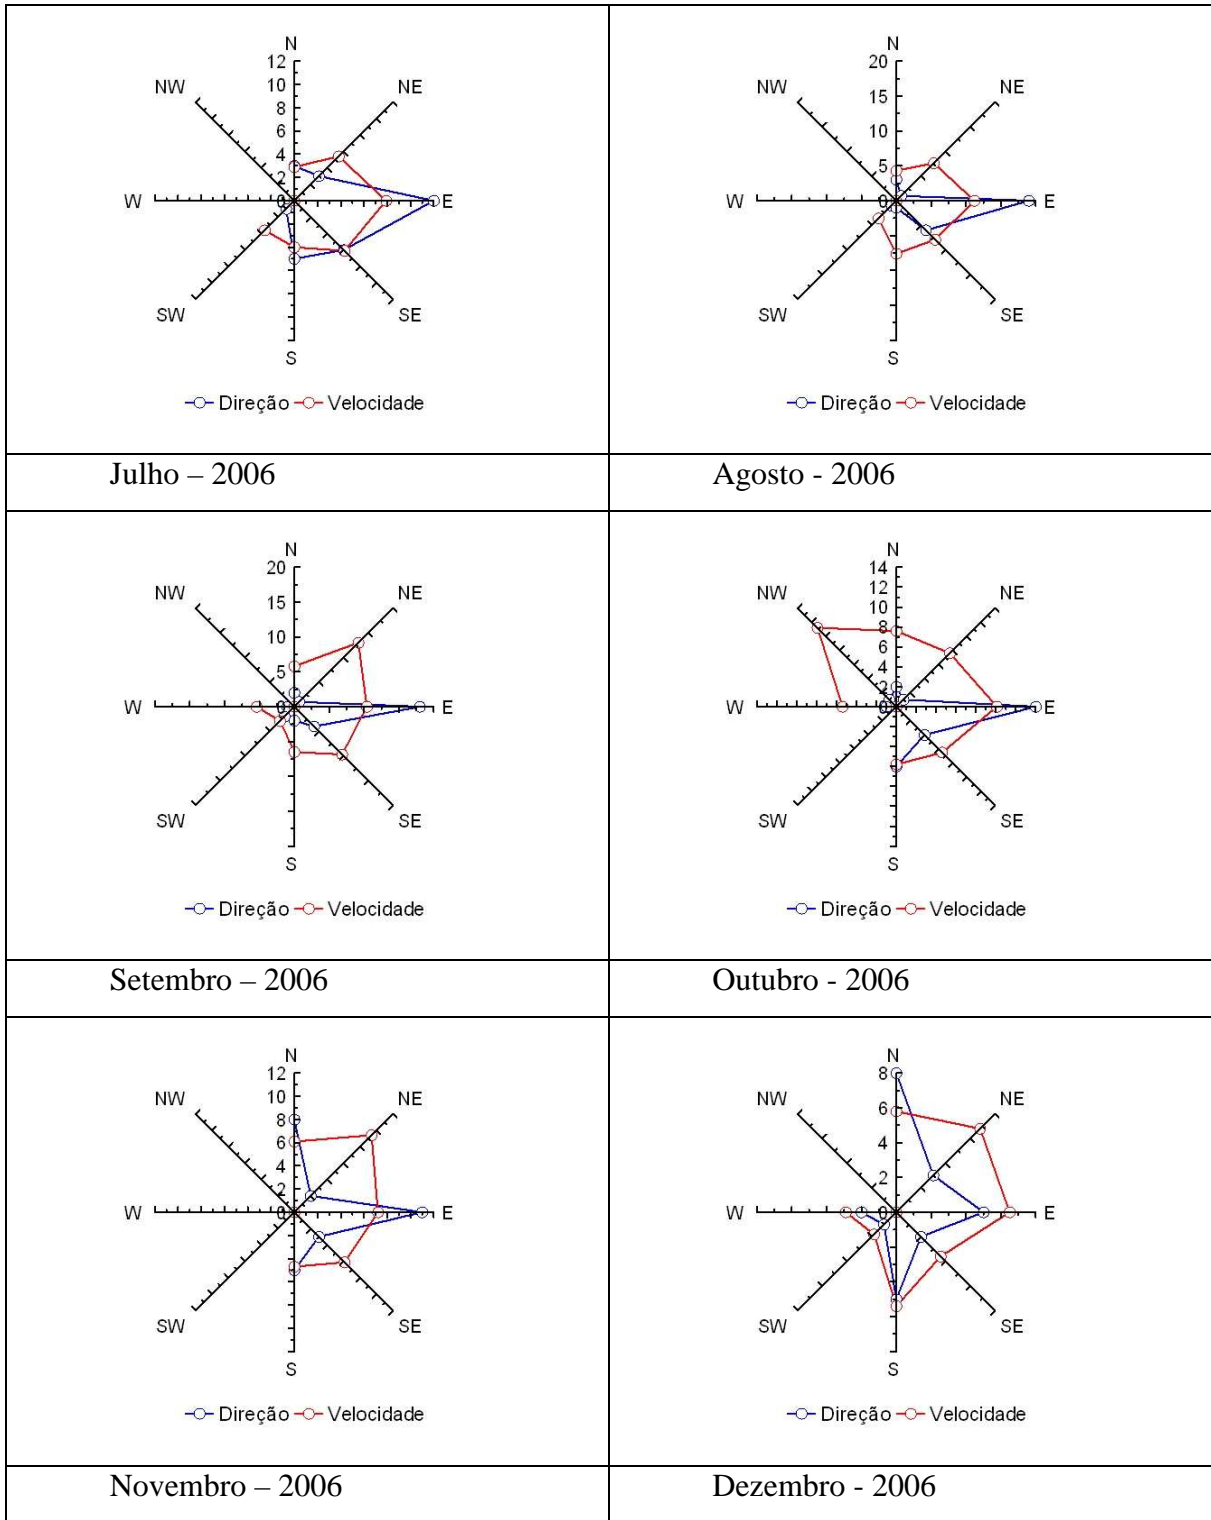 N
12
10
8
6
4
2
0
NW
NE
W
E
SW
SE
S
Direção Velocidade
N
20
15
10
5
0
NW
NE
W
E
SW
SE
S
Direção Velocidade
Julho – 2006
Agosto - 2006
N
20
15
10
5
0
NW
NE
W
E
SW
SE
S
Direção Velocidade
N
14
12
10
8
6
4
2
0
NW
NE
W
E
SW
SE
S
Direção Velocidade
Setembro – 2006
Outubro - 2006
N
12
10
8
6
4
2
0
NW
NE
W
E
SW
SE
S
Direção Velocidade
N
8
6
4
2
0
NW
NE
W
E
SW
SE
S
Direção Velocidade
Novembro – 2006
Dezembro - 2006